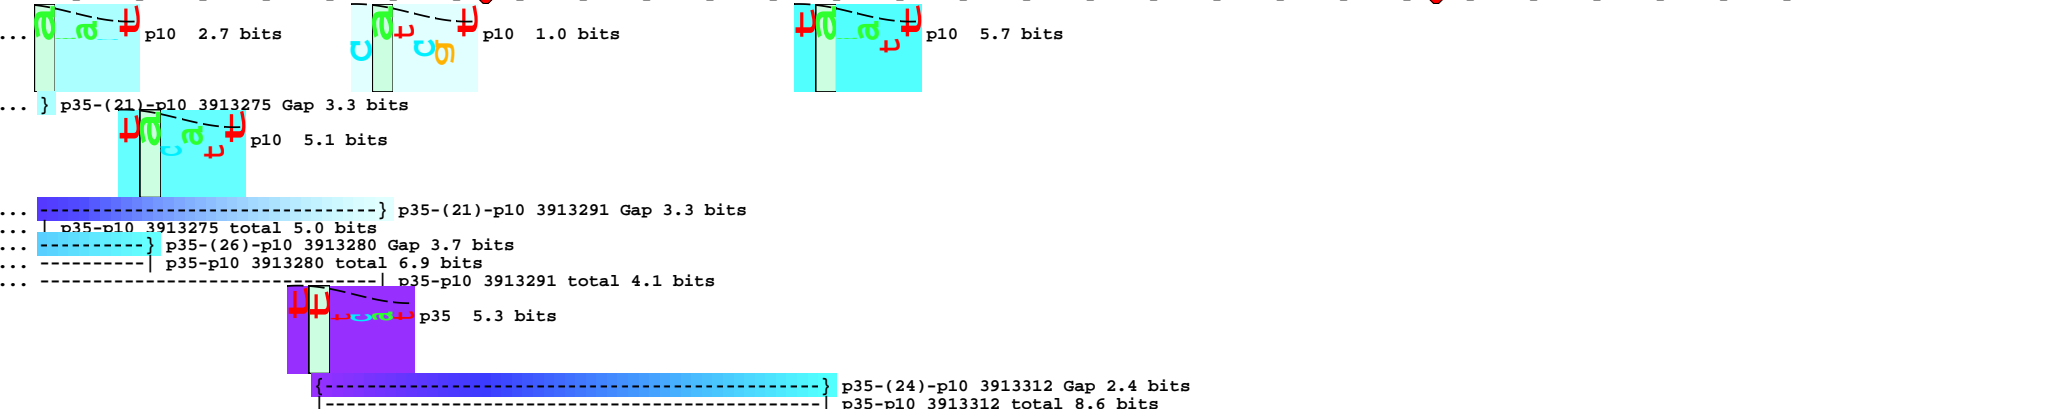 ... p10 2.7 bits p10 1.0 bits p10 5.7 bits
... } p35-(21)-p10 3913275 Gap 3.3 bits
p10 5.1 bits
... --------------------------------} p35-(21)-p10 3913291 Gap 3.3 bits
... | p35-p10 3913275 total 5.0 bits
... ----------} p35-(26)-p10 3913280 Gap 3.7 bits
... ----------| p35-p10 3913280 total 6.9 bits
... --------------------------------| p35-p10 3913291 total 4.1 bits
p35 5.3 bits
{-----------------------------------------------} p35-(24)-p10 3913312 Gap 2.4 bits
|-----------------------------------------------| p35-p10 3913312 total 8.6 bits